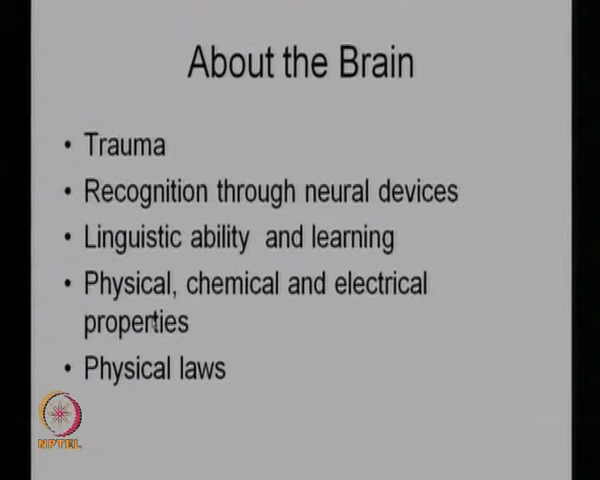 About the Brain
• Trauma
• Recognition through neural devices
• Linguistic ability and learning
• Physical, chemical and electrical
properties
• Physical laws
NPTEL